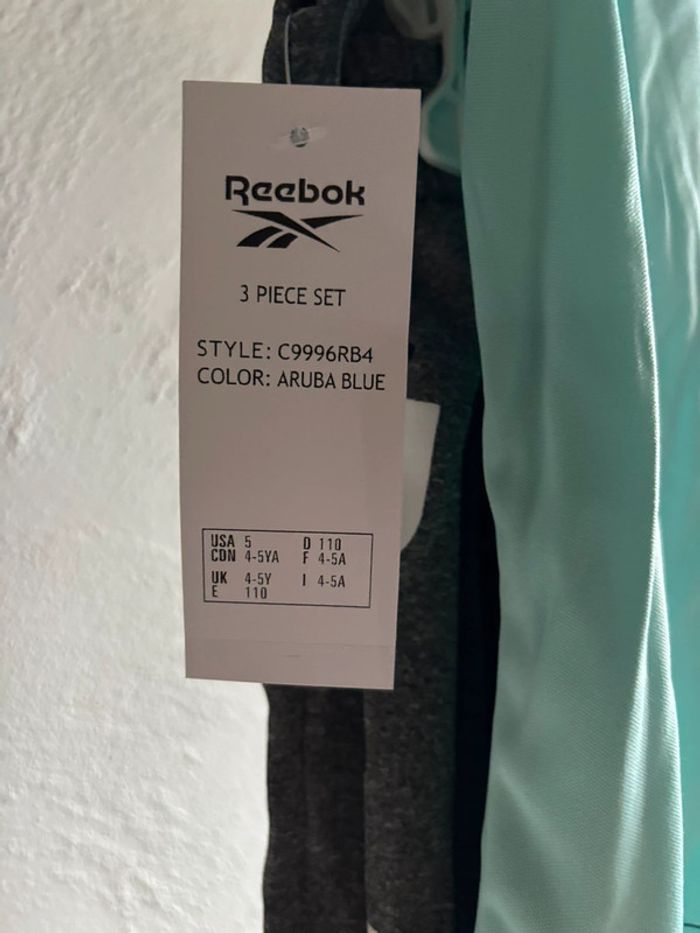 Reebok
3 PIECE SET
STYLE: C9996RB4
COLOR: ARUBA BLUE
USA 5 D 110
CDN 4-5YA F 4-5A
UK 4-5Y I 4-5A
E 110